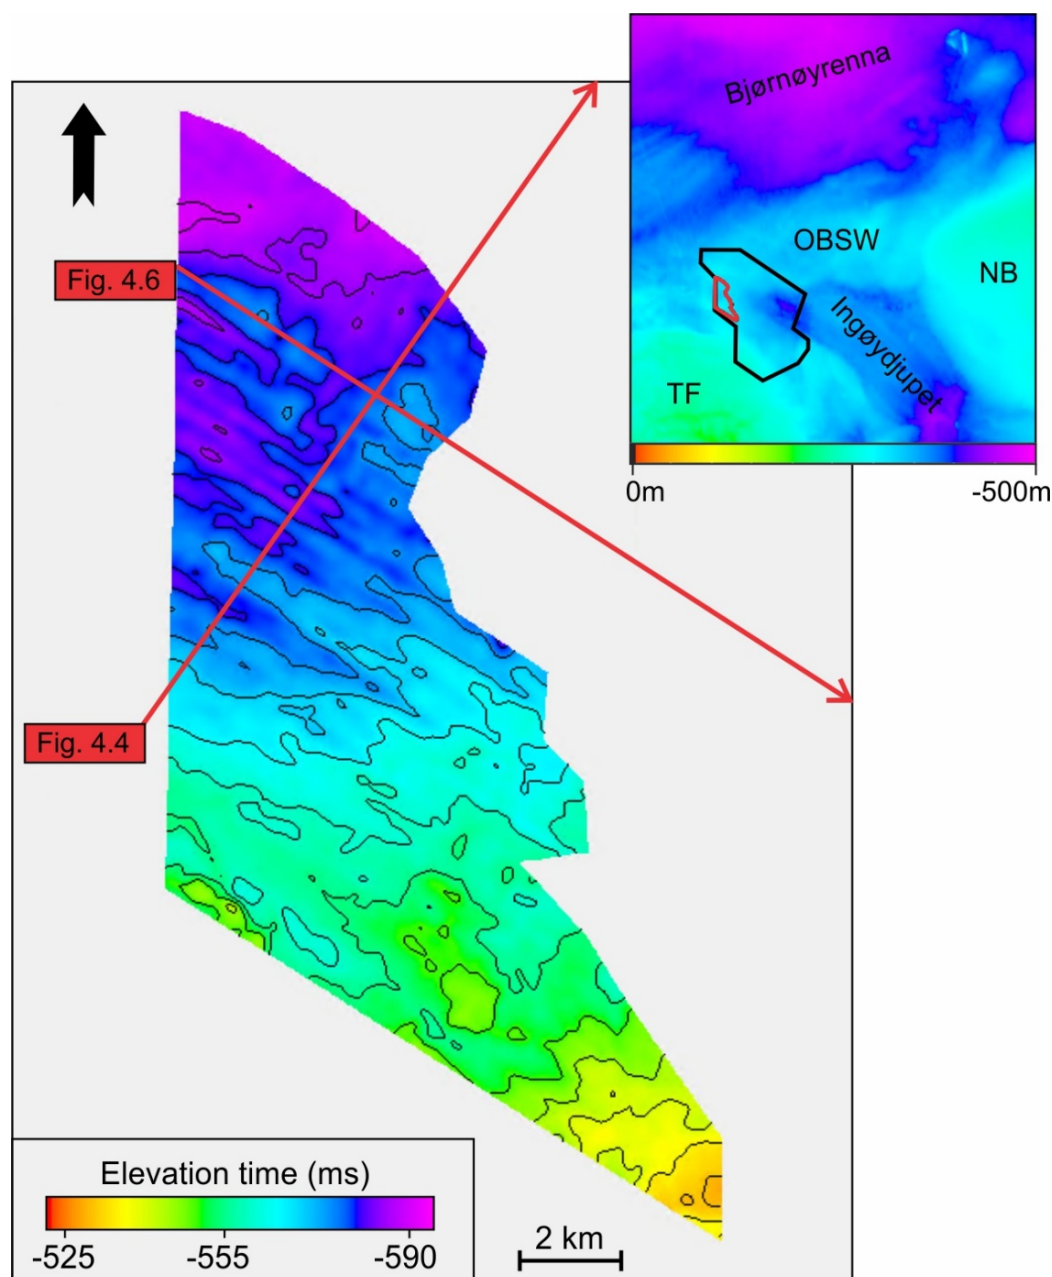 Bjørnøyrenna
OBSW
NB
Ingøydjupet
TF
0m
-500m
Fig. 4.6
Fig. 4.4
Elevation time (ms)
-525
-555
-590
2 km